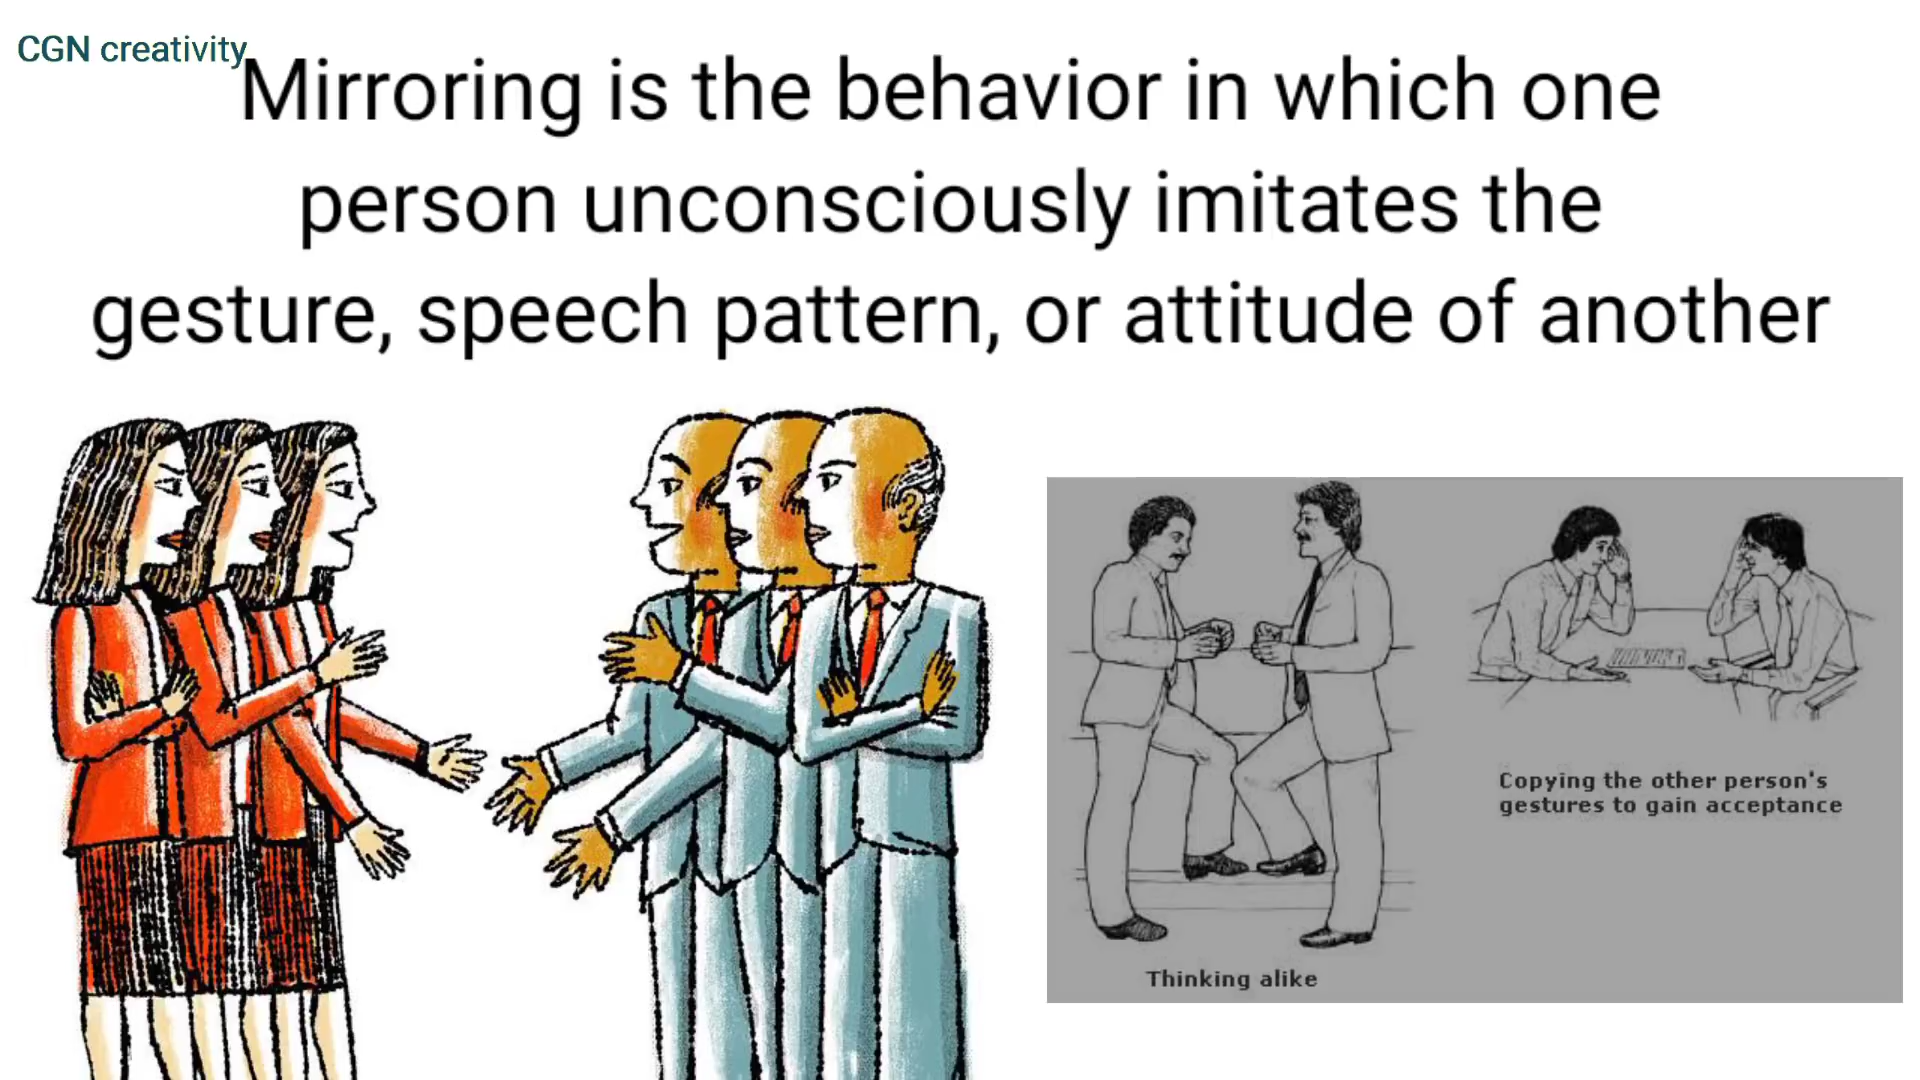 CGN creativity
Mirroring is the behavior in which one
person unconsciously imitates the
gesture, speech pattern, or attitude of another
Copying the other person's
gestures to gain acceptance
Thinking alike